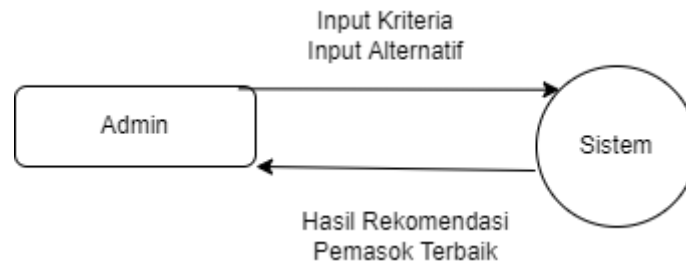 Input Kriteria
Input Alternatif
Admin
Sistem
Hasil Rekomendasi
Pemasok Terbaik